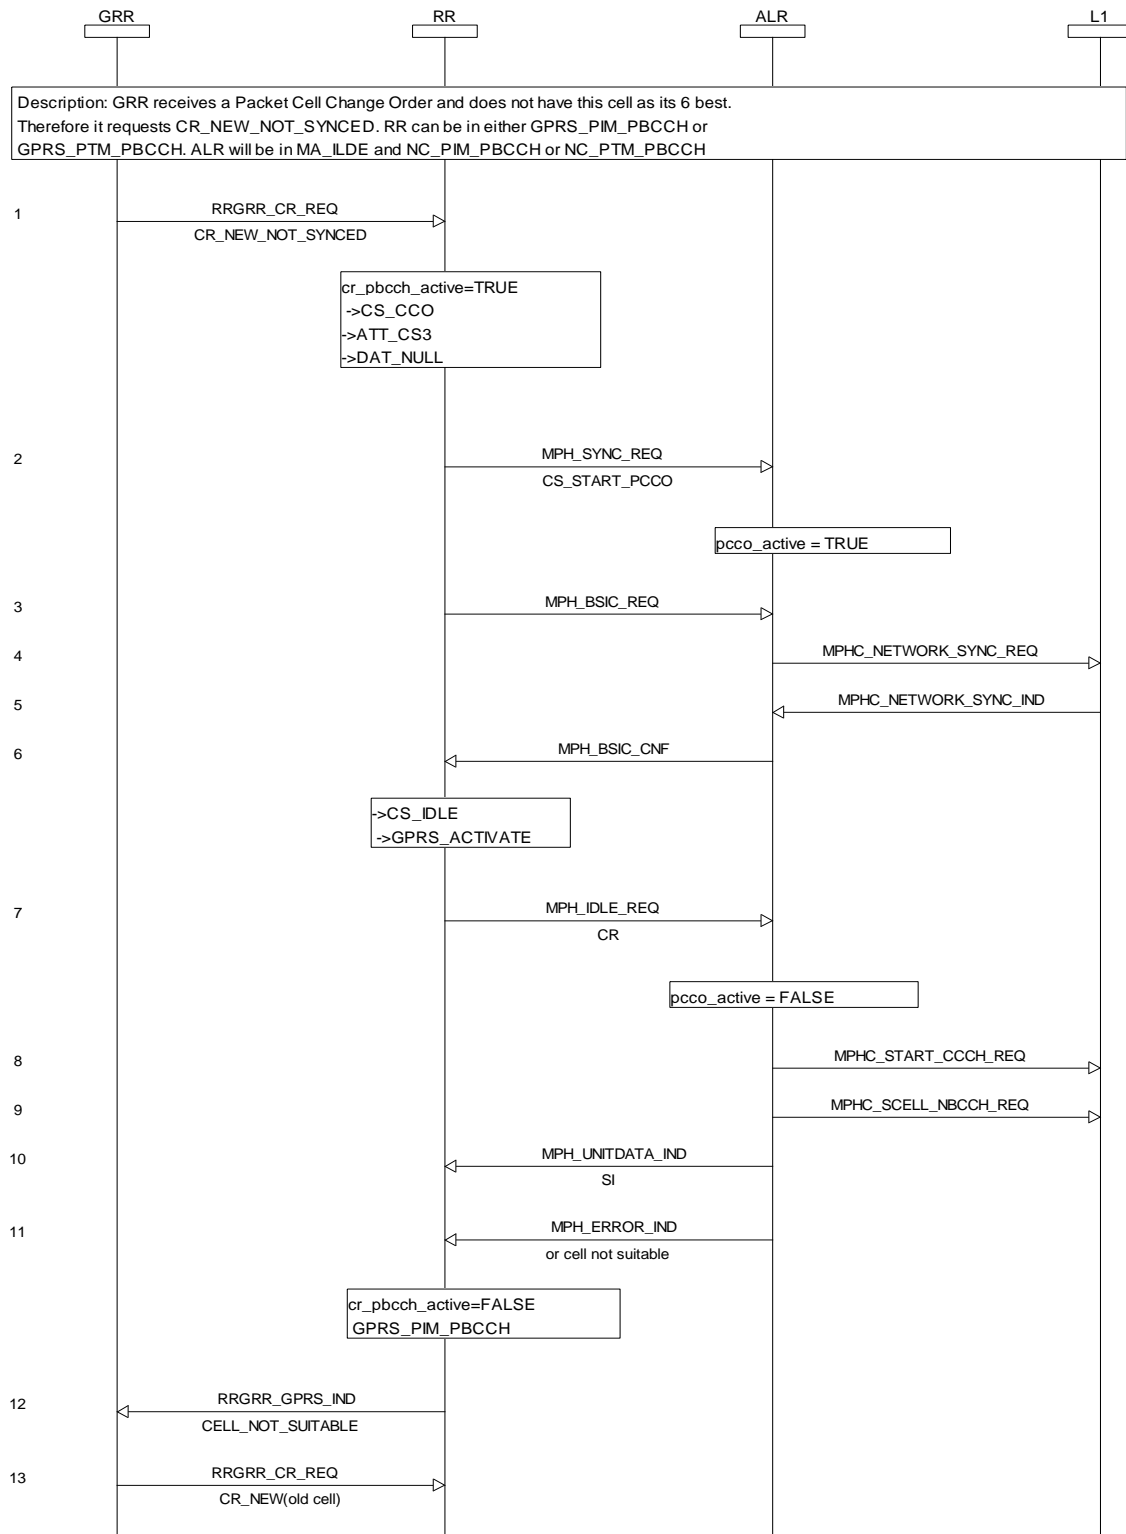 GRR RR ALR L1
Description: GRR receives a Packet Cell Change Order and does not have this cell as its 6 best.
Therefore it requests CR_NEW_NOT_SYNCED. RR can be in either GPRS_PIM_PBCCH or
GPRS_PTM_PBCCH. ALR will be in MA_ILDE and NC_PIM_PBCCH or NC_PTM_PBCCH
1 RRGRR_CR_REQ
CR_NEW_NOT_SYNCED
cr_pbcch_active=TRUE
->CS_CCO
->ATT_CS3
->DAT_NULL
2 MPH_SYNC_REQ
CS_START_PCCO
pcco_active = TRUE
3 MPH_BSIC_REQ
4 MPHC_NETWORK_SYNC_REQ
5 MPHC_NETWORK_SYNC_IND
6 MPH_BSIC_CNF
->CS_IDLE
->GPRS_ACTIVATE
7 MPH_IDLE_REQ
CR
pcco_active = FALSE
8 MPHC_START_CCCH_REQ
9 MPHC_SCELL_NBCCH_REQ
10 MPH_UNITDATA_IND
SI
11 MPH_ERROR_IND
or cell not suitable
cr_pbcch_active=FALSE
GPRS_PIM_PBCCH
12 RRGRR_GPRS_IND
CELL_NOT_SUITABLE
13 RRGRR_CR_REQ
CR_NEW(old cell)